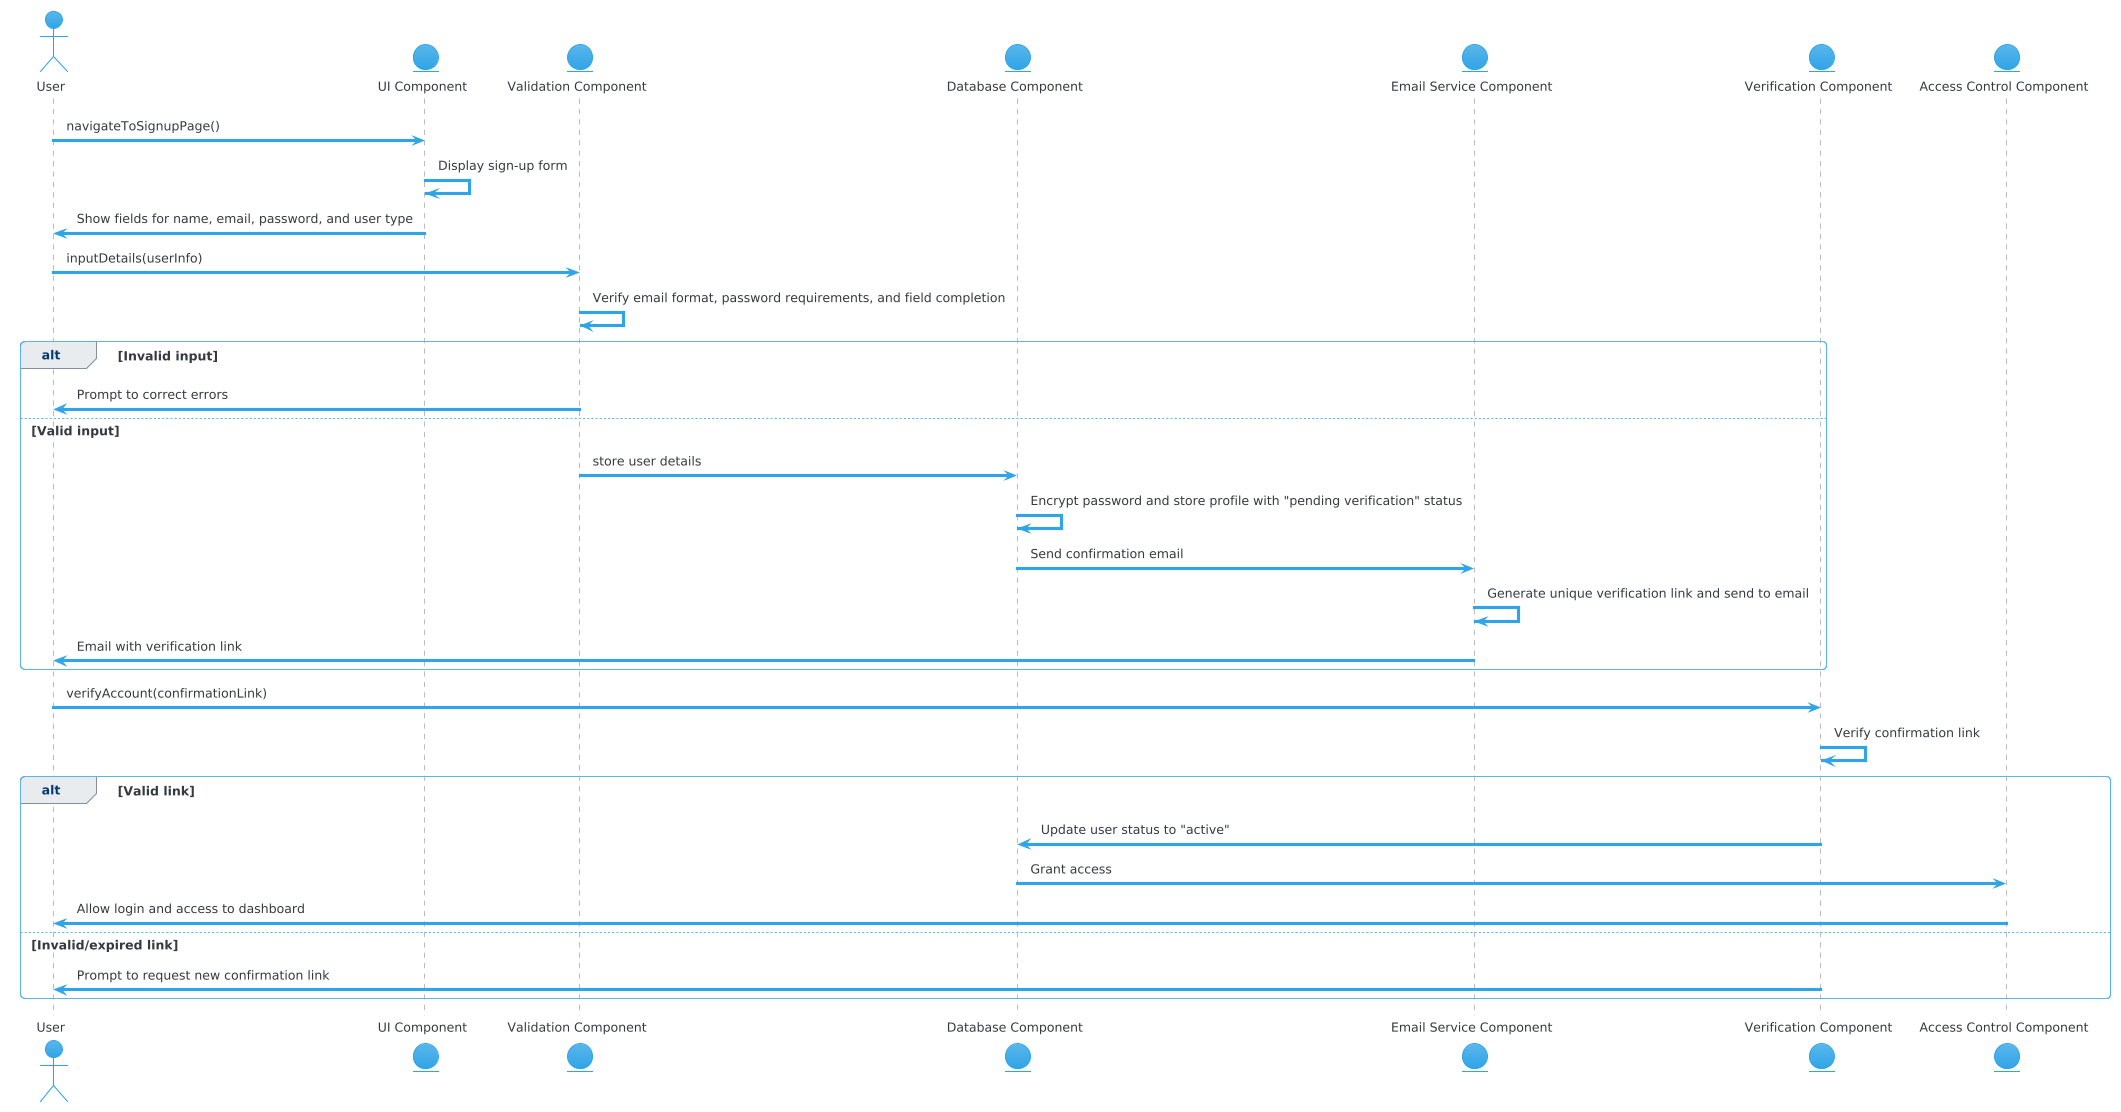 User
UI Component
Validation Component
Database Component
Email Service Component
Verification Component
Access Control Component
navigateToSignupPage()
Display sign-up form
Show fields for name, email, password, and user type
inputDetails(userInfo)
Verify email format, password requirements, and field completion
alt
[Invalid input]
Prompt to correct errors
[Valid input]
store user details
Encrypt password and store profile with "pending verification" status
Send confirmation email
Generate unique verification link and send to email
Email with verification link
verifyAccount(confirmationLink)
Verify confirmation link
alt
[Valid link]
Update user status to "active"
Grant access
Allow login and access to dashboard
[Invalid/expired link]
Prompt to request new confirmation link
User
UI Component
Validation Component
Database Component
Email Service Component
Verification Component
Access Control Component